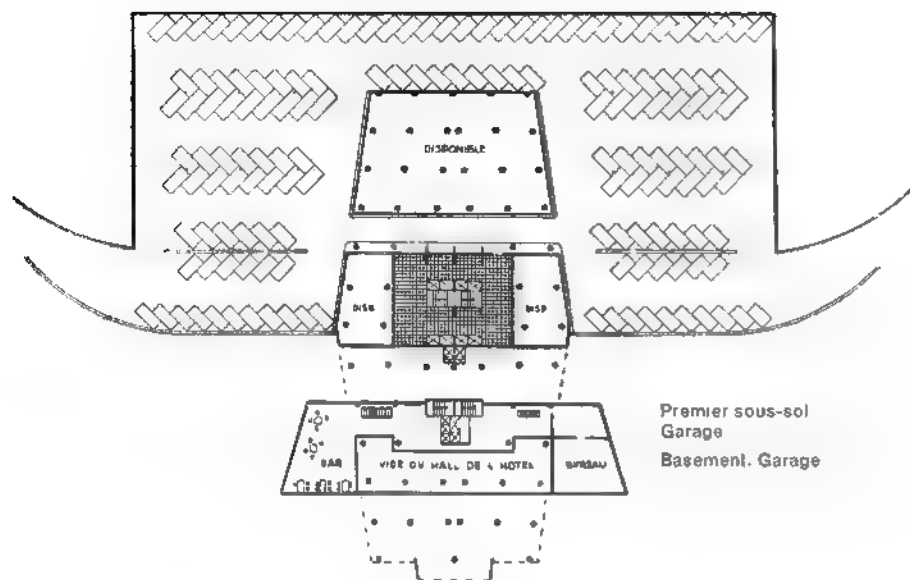 DISPONIBLE
DISP.
DISP
BAR
VIDE DU HALL DE L HOTEL
BUREAU
Premier sous-sol
Garage
Basement. Garage